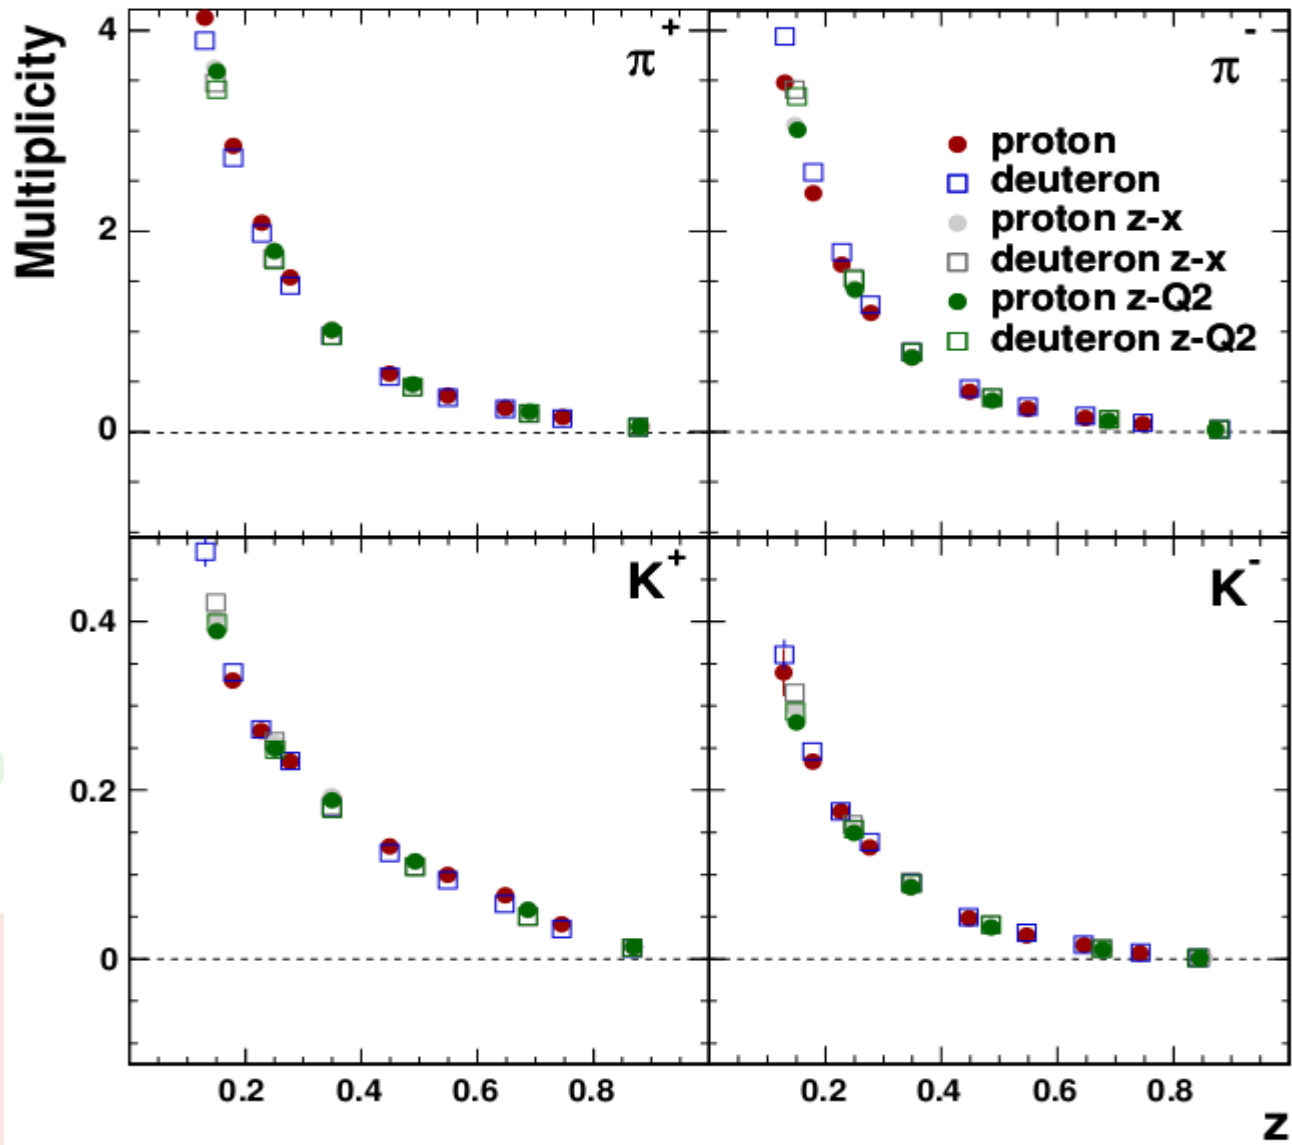 Multiplicity
4
2
0
π+
π-
proton
deuteron
proton z-x
deuteron z-x
proton z-Q2
deuteron z-Q2
0.4
0.2
0
K+
K-
0.2 0.4 0.6 0.8
0.2 0.4 0.6 0.8
z